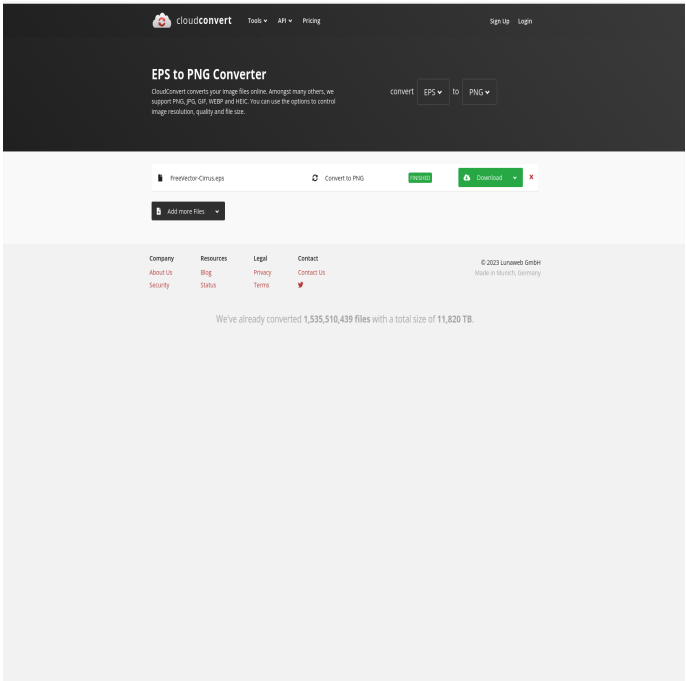 cloudconvert Tools API Pricing Sign Up Login
EPS to PNG Converter
CloudConvert converts your image files online. Amongst many others, we
support PNG, JPG, GIF, WEBP and HEIC. You can use the options to control
image resolution, quality and file size.
convert EPS to PNG
FreeVector-Cirrus.eps Convert to PNG FINISHED Download x
Add more Files
Company Resources Legal Contact
About Us Blog Privacy Contact Us
Security Status Terms
© 2023 Lunaweb GmbH
Made in Munich, Germany
We've already converted 1,535,510,439 files with a total size of 11,820 TB.